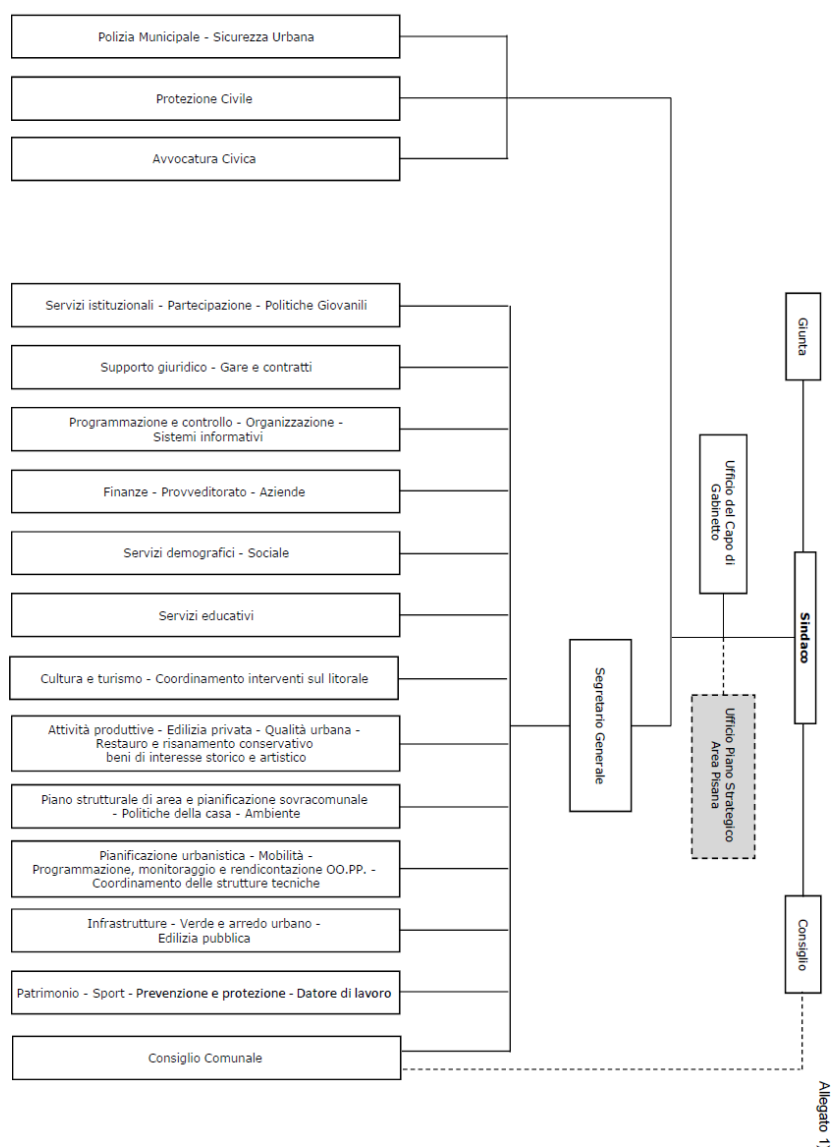 Polizia Municipale - Sicurezza Urbana
Protezione Civile
Avvocatura Civica
Servizi istituzionali - Partecipazione - Politiche Giovanili
Supporto giuridico - Gare e contratti
Programmazione e controllo - Organizzazione -
Sistemi informativi
Finanze - Provveditorato - Aziende
Servizi demografici - Sociale
Servizi educativi
Cultura e turismo - Coordinamento interventi sul litorale
Attività produttive - Edilizia privata - Qualità urbana -
Restauro e risanamento conservativo
beni di interesse storico e artistico
Piano strutturale di area e pianificazione sovracomunale
- Politiche della casa - Ambiente
Pianificazione urbanistica - Mobilità -
Programmazione, monitoraggio e rendicontazione OO.PP. -
Coordinamento delle strutture tecniche
Infrastrutture - Verde e arredo urbano -
Edilizia pubblica
Patrimonio - Sport - Prevenzione e protezione - Datore di lavoro
Consiglio Comunale
Segretario Generale
Ufficio del Capo di
Gabinetto
Ufficio Piano Strategico
Area Pisana
Giunta
Sindaco
Consiglio
Allegato 1)